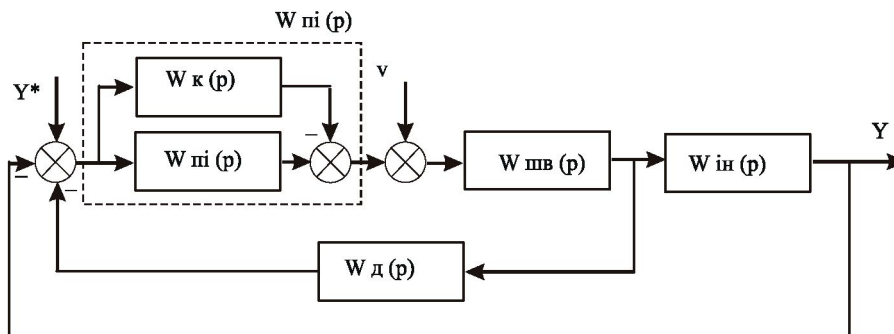 W пі (р)
W к (р)
Y*
v
W пі (р)
W шв (р)
W ін (р)
Y
W д (р)